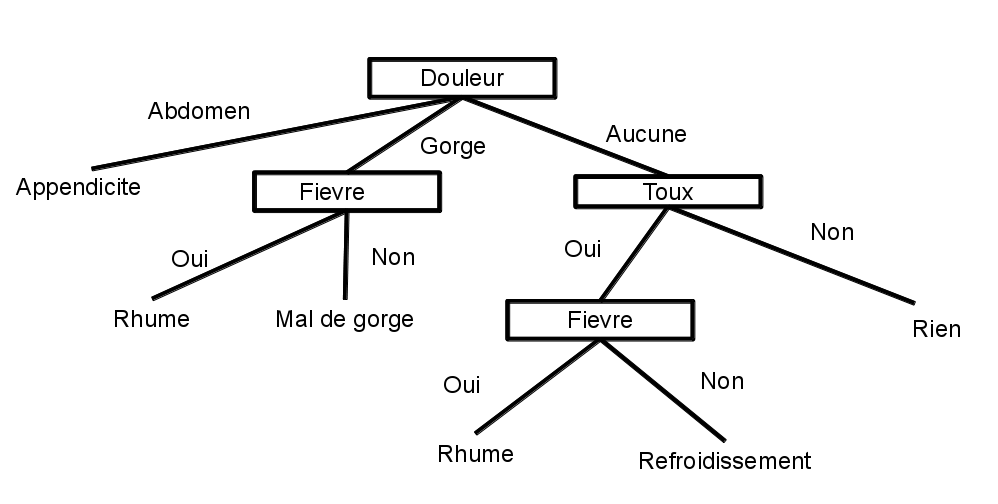 Douleur
Abdomen
Gorge
Aucune
Appendicite
Fievre
Toux
Oui
Non
Oui
Non
Rhume
Mal de gorge
Fievre
Rien
Oui
Non
Rhume
Refroidissement